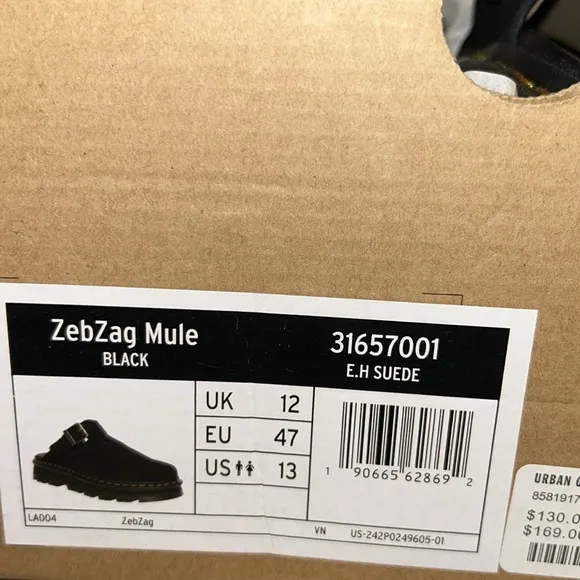 ZebZag Mule
BLACK
31657001
E.H SUEDE
UK 12
EU 47
US 13
1 90665 62869 2
LA004
ZebZag
VN
US-242P0249605-01
URBAN
8581917
$130.0
$169.00